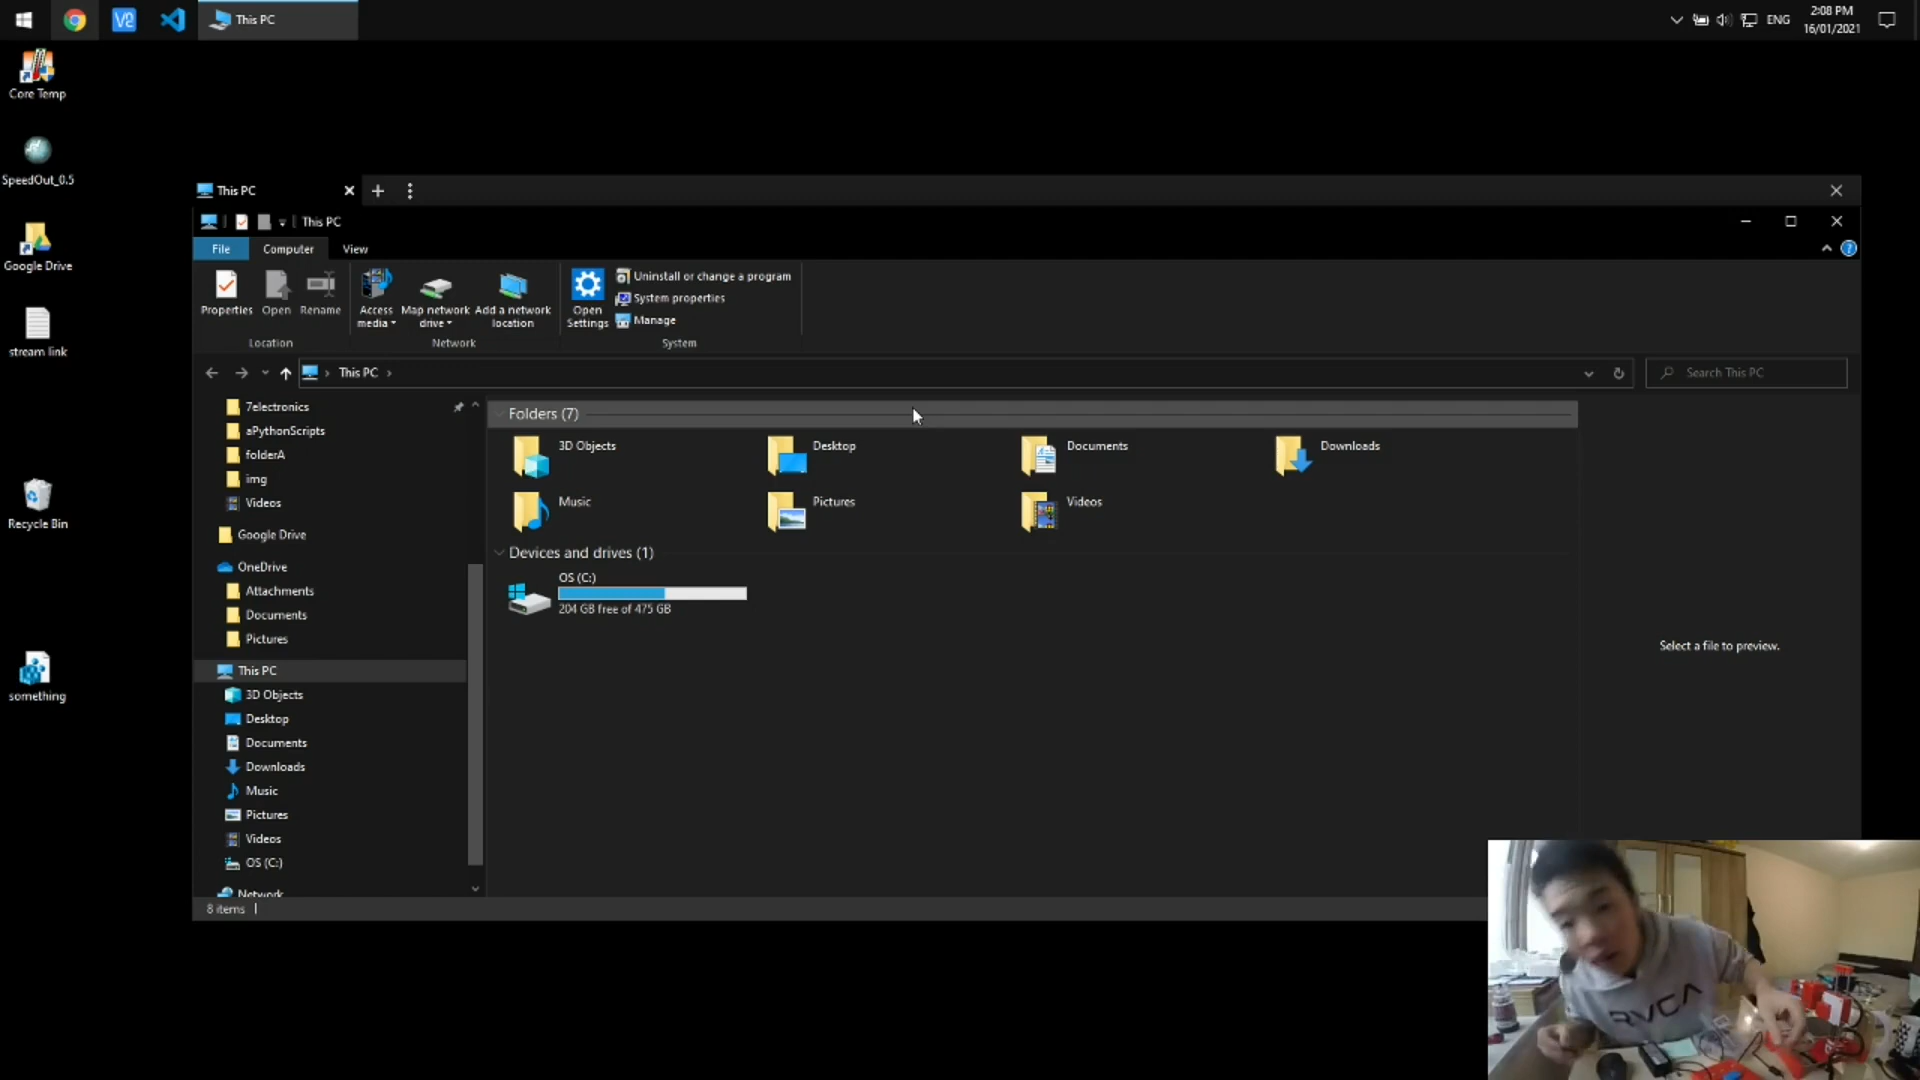 This PC
ENG
2:08 PM
16/01/2021
Core Temp
SpeedOut_0.5
Google Drive
stream link
Recycle Bin
something
This PC
This PC
File Computer View
Properties Open Rename
Location
Access media
Map network drive
Add a network location
Network
Open Settings
Uninstall or change a program
System properties
Manage
System
This PC
Search This PC
7electronics
aPythonScripts
folderA
img
Videos
Google Drive
OneDrive
Attachments
Documents
Pictures
This PC
3D Objects
Desktop
Documents
Downloads
Music
Pictures
Videos
OS (C:)
Network
8 items
Folders (7)
3D Objects Desktop Documents Downloads
Music Pictures Videos
Devices and drives (1)
OS (C:)
204 GB free of 475 GB
Select a file to preview.
RVCA